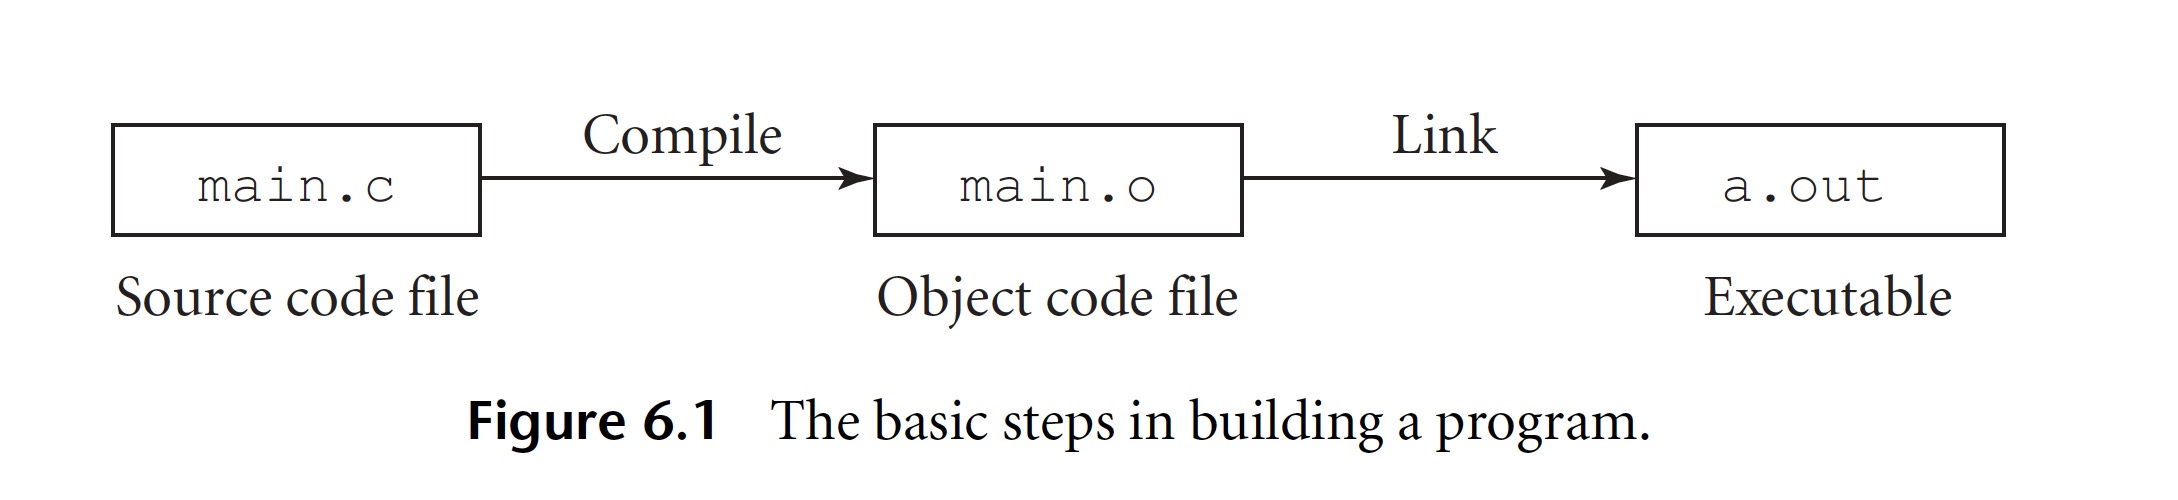 Compile
Link
main.c
main.o
a.out
Source code file
Object code file
Executable
Figure 6.1 The basic steps in building a program.